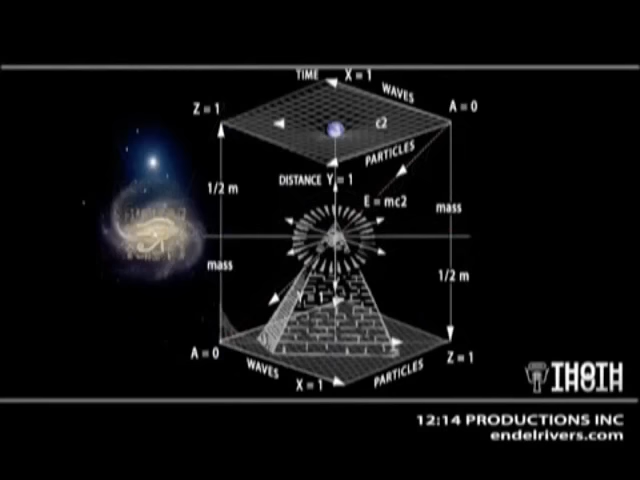 TIME X = 1
WAVES
Z = 1
A = 0
c2
PARTICLES
DISTANCE Y = 1
1/2 m
E = mc2
mass
mass
1/2 m
Y 1
A = 0
Z = 1
WAVES
PARTICLES
X = 1
THOTH
12:14 PRODUCTIONS INC
endelrivers.com